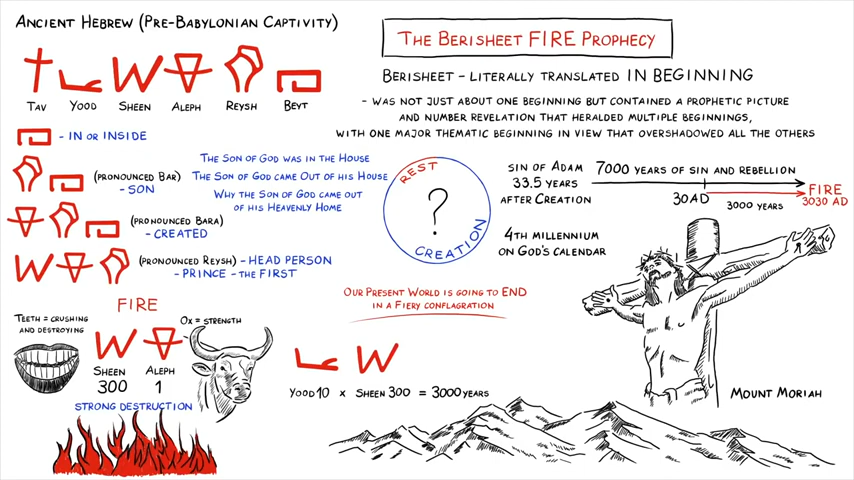 Ancient Hebrew (Pre-Babylonian Captivity)
Tav Yood Sheen Aleph Reysh Beyt
- in or inside
(pronounced Bar)
- Son
The Son of God was in the House
The Son of God came Out of his House
Why the Son of God came out
of his Heavenly Home
(pronounced Bara)
- Created
(pronounced Reysh) - Head Person
- Prince - the First
FIRE
Teeth = crushing
and destroying
Ox = strength
Sheen Aleph
300 1
Strong Destruction
The Berisheet FIRE Prophecy
Berisheet - Literally translated IN BEGINNING
- was not just about one beginning but contained a prophetic picture
and number revelation that heralded multiple beginnings,
with one major thematic beginning in view that overshadowed all the others
REST
?
CREATION
sin of Adam
33.5 years
after Creation
7000 years of sin and rebellion
30AD
3000 years
FIRE
3030 AD
4th millennium
on God's calendar
Our Present World is going to END
in a Fiery conflagration
Yood 10 x Sheen 300 = 3000 years
Mount Moriah